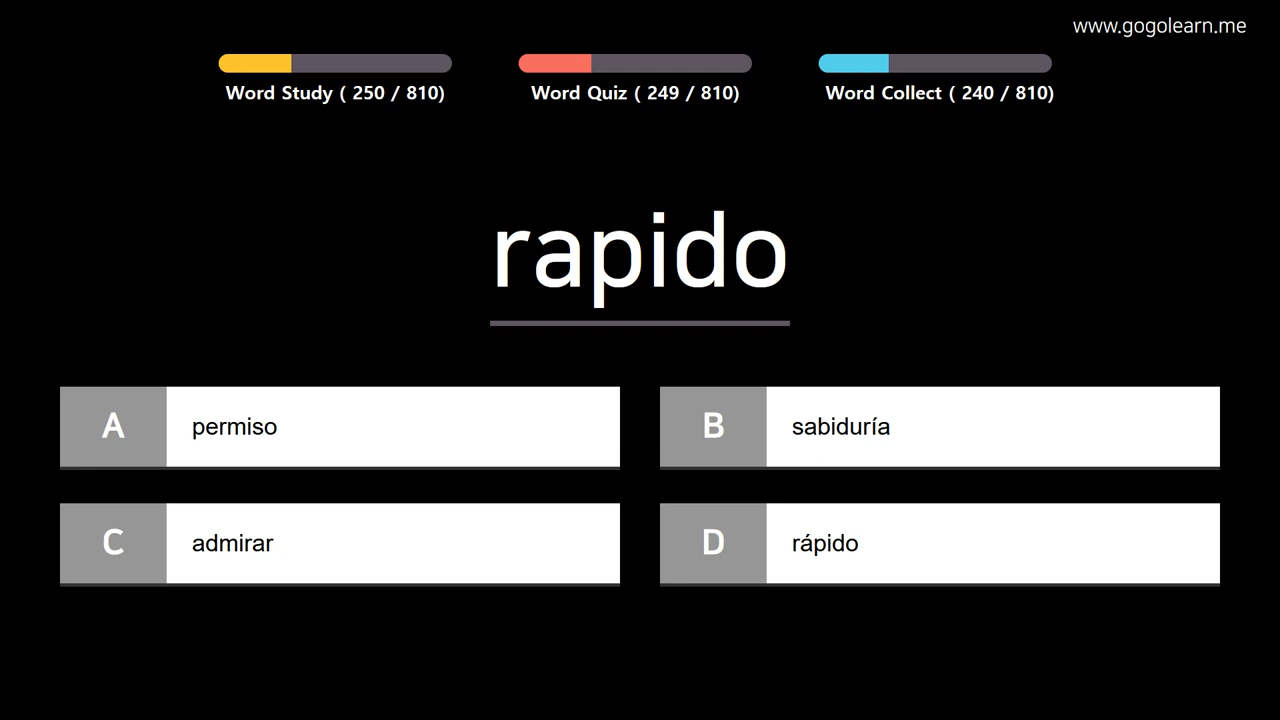 www.gogolearn.me
Word Study ( 250 / 810)
Word Quiz ( 249 / 810)
Word Collect ( 240 / 810)
rapido
A permiso
B sabiduría
C admirar
D rápido